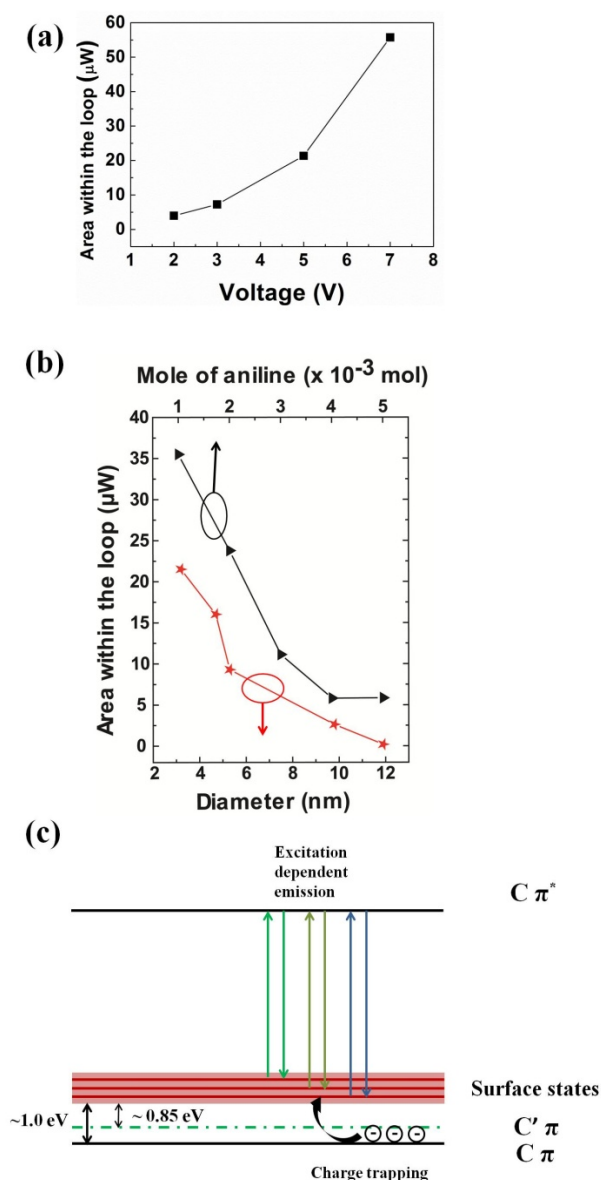 (a)
Area within the loop (μW)
60
50
40
30
20
10
0
1 2 3 4 5 6 7 8
Voltage (V)
(b)
Mole of aniline (x 10-3 mol)
1 2 3 4 5
Area within the loop (μW)
40
35
30
25
20
15
10
5
0
2 4 6 8 10 12
Diameter (nm)
(c)
Excitation
dependent
emission
C π*
Surface states
~1.0 eV
~ 0.85 eV
C′ π
C π
- - -
Charge trapping